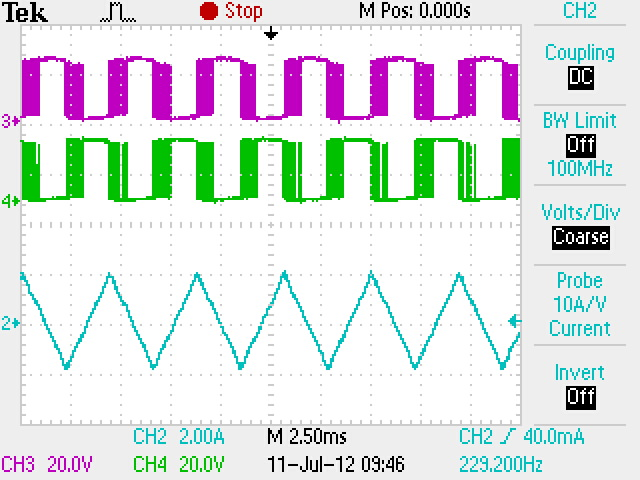 Tek Stop M Pos: 0.000s CH2
Coupling
DC
BW Limit
Off
100MHz
Volts/Div
Coarse
Probe
10A/V
Current
Invert
Off
3
4
2
CH2 2.00A M 2.50ms CH2 40.0mA
CH3 20.0V CH4 20.0V 11-Jul-12 09:46 229.200Hz